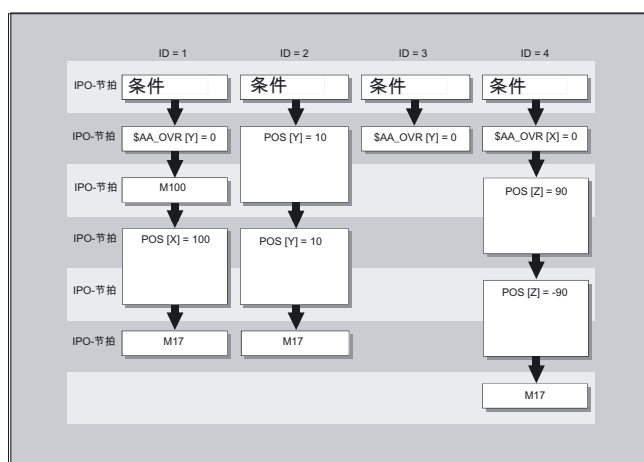 ID = 1 ID = 2 ID = 3 ID = 4
IPO-节拍 条件 条件 条件 条件
IPO-节拍 $AA_OVR [Y] = 0 POS [Y] = 10 $AA_OVR [Y] = 0 $AA_OVR [X] = 0
IPO-节拍 M100 POS [Z] = 90
IPO-节拍 POS [X] = 100 POS [Y] = 10
IPO-节拍 POS [Z] = -90
IPO-节拍 M17 M17
M17